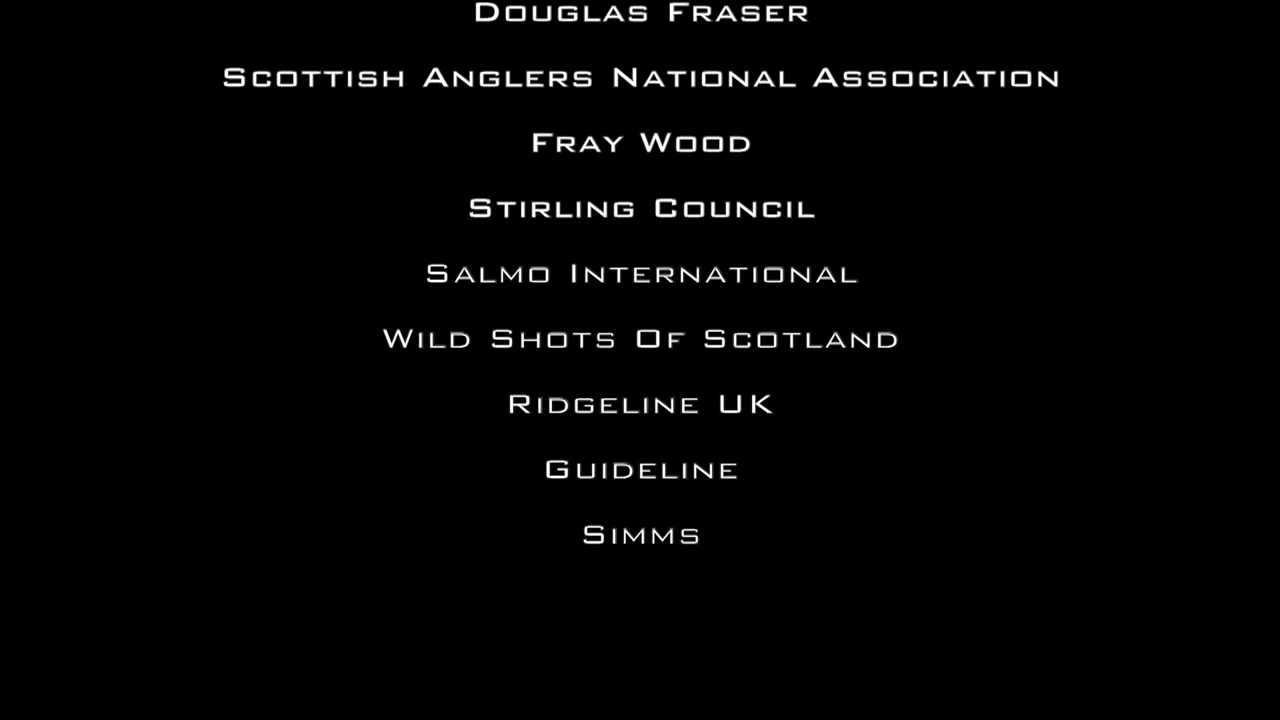 Douglas Fraser
Scottish Anglers National Association
Fray Wood
Stirling Council
Salmo International
Wild Shots Of Scotland
Ridgeline UK
Guideline
Simms